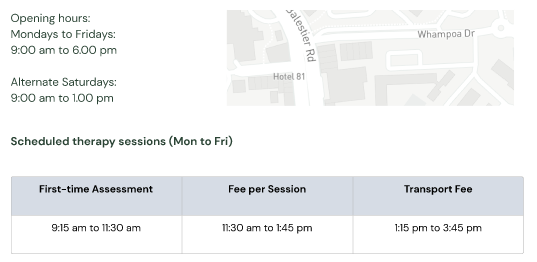 Opening hours:
Mondays to Fridays:
9:00 am to 6.00 pm
Alternate Saturdays:
9:00 am to 1.00 pm
Balestier Rd
Whampoa Dr
Hotel 81
Scheduled therapy sessions (Mon to Fri)
First-time Assessment
Fee per Session
Transport Fee
9:15 am to 11:30 am
11:30 am to 1:45 pm
1:15 pm to 3:45 pm